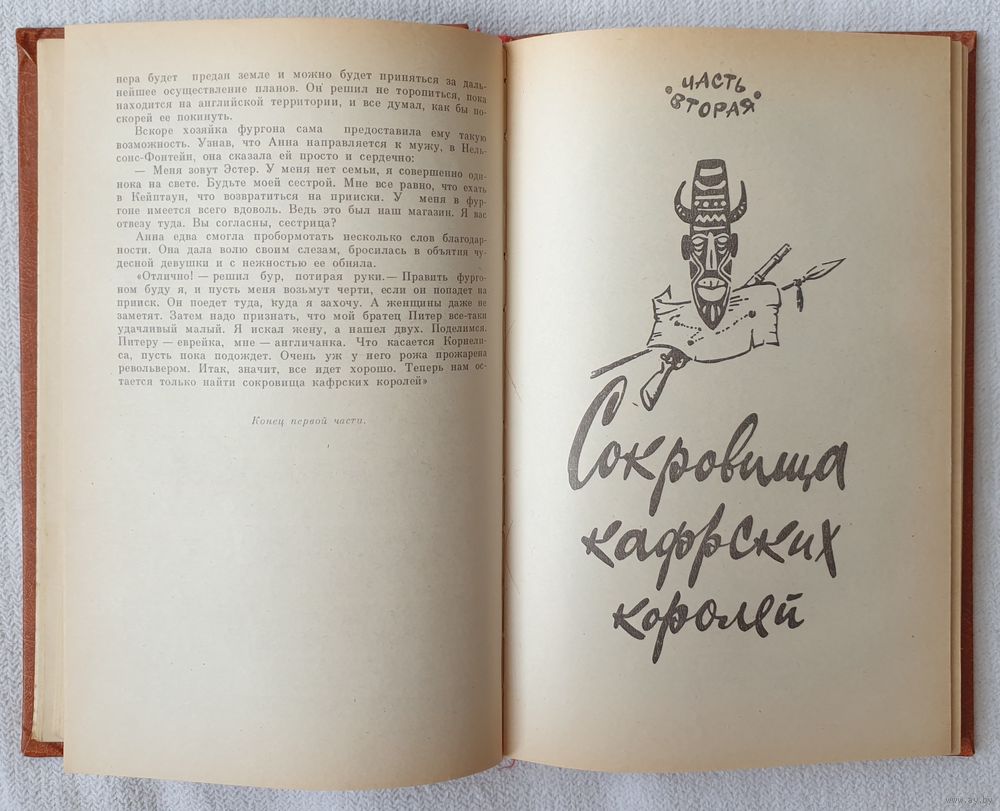 нера будет предан земле и можно будет приняться за даль-
нейшее осуществление планов. Он решил не торопиться, пока
находится на английской территории, и все думал, как бы по-
скорей ее покинуть.
Вскоре хозяйка фургона сама предоставила ему такую
возможность. Узнав, что Анна направляется к мужу, в Нель-
сонс-Фонтейн, она сказала ей просто и сердечно:
— Меня зовут Эстер. У меня нет семьи, я совершенно оди-
нока на свете. Будьте моей сестрой. Мне все равно, что ехать
в Кейптаун, что возвратиться на прииски. У меня в фур-
гоне имеется всего вдоволь. Ведь это был наш магазин. Я вас
отвезу туда. Вы согласны, сестрица?
Анна едва смогла пробормотать несколько слов благодар-
ности. Она дала волю своим слезам, бросилась в объятия чу-
десной девушки и с нежностью ее обняла.
«Отлично! — решил бур, потирая руки. — Править фурго-
ном буду я, и пусть меня возьмут черти, если он попадет на
прииск. Он поедет туда, куда я захочу. А женщины даже не
заметят. Затем надо признать, что мой братец Питер все-таки
удачливый малый. Я искал жену, а нашел двух. Поделимся.
Питеру — еврейка, мне — англичанка. Что касается Корнели-
са, пусть пока подождет. Очень уж у него рожа прожарена
револьвером. Итак, значит, все идет хорошо. Теперь нам ос-
тается только найти сокровища кафрских королей»
Конец первой части.
ЧАСТЬ
ВТОРАЯ
Сокровища
кафрских
королей
www.ay.by